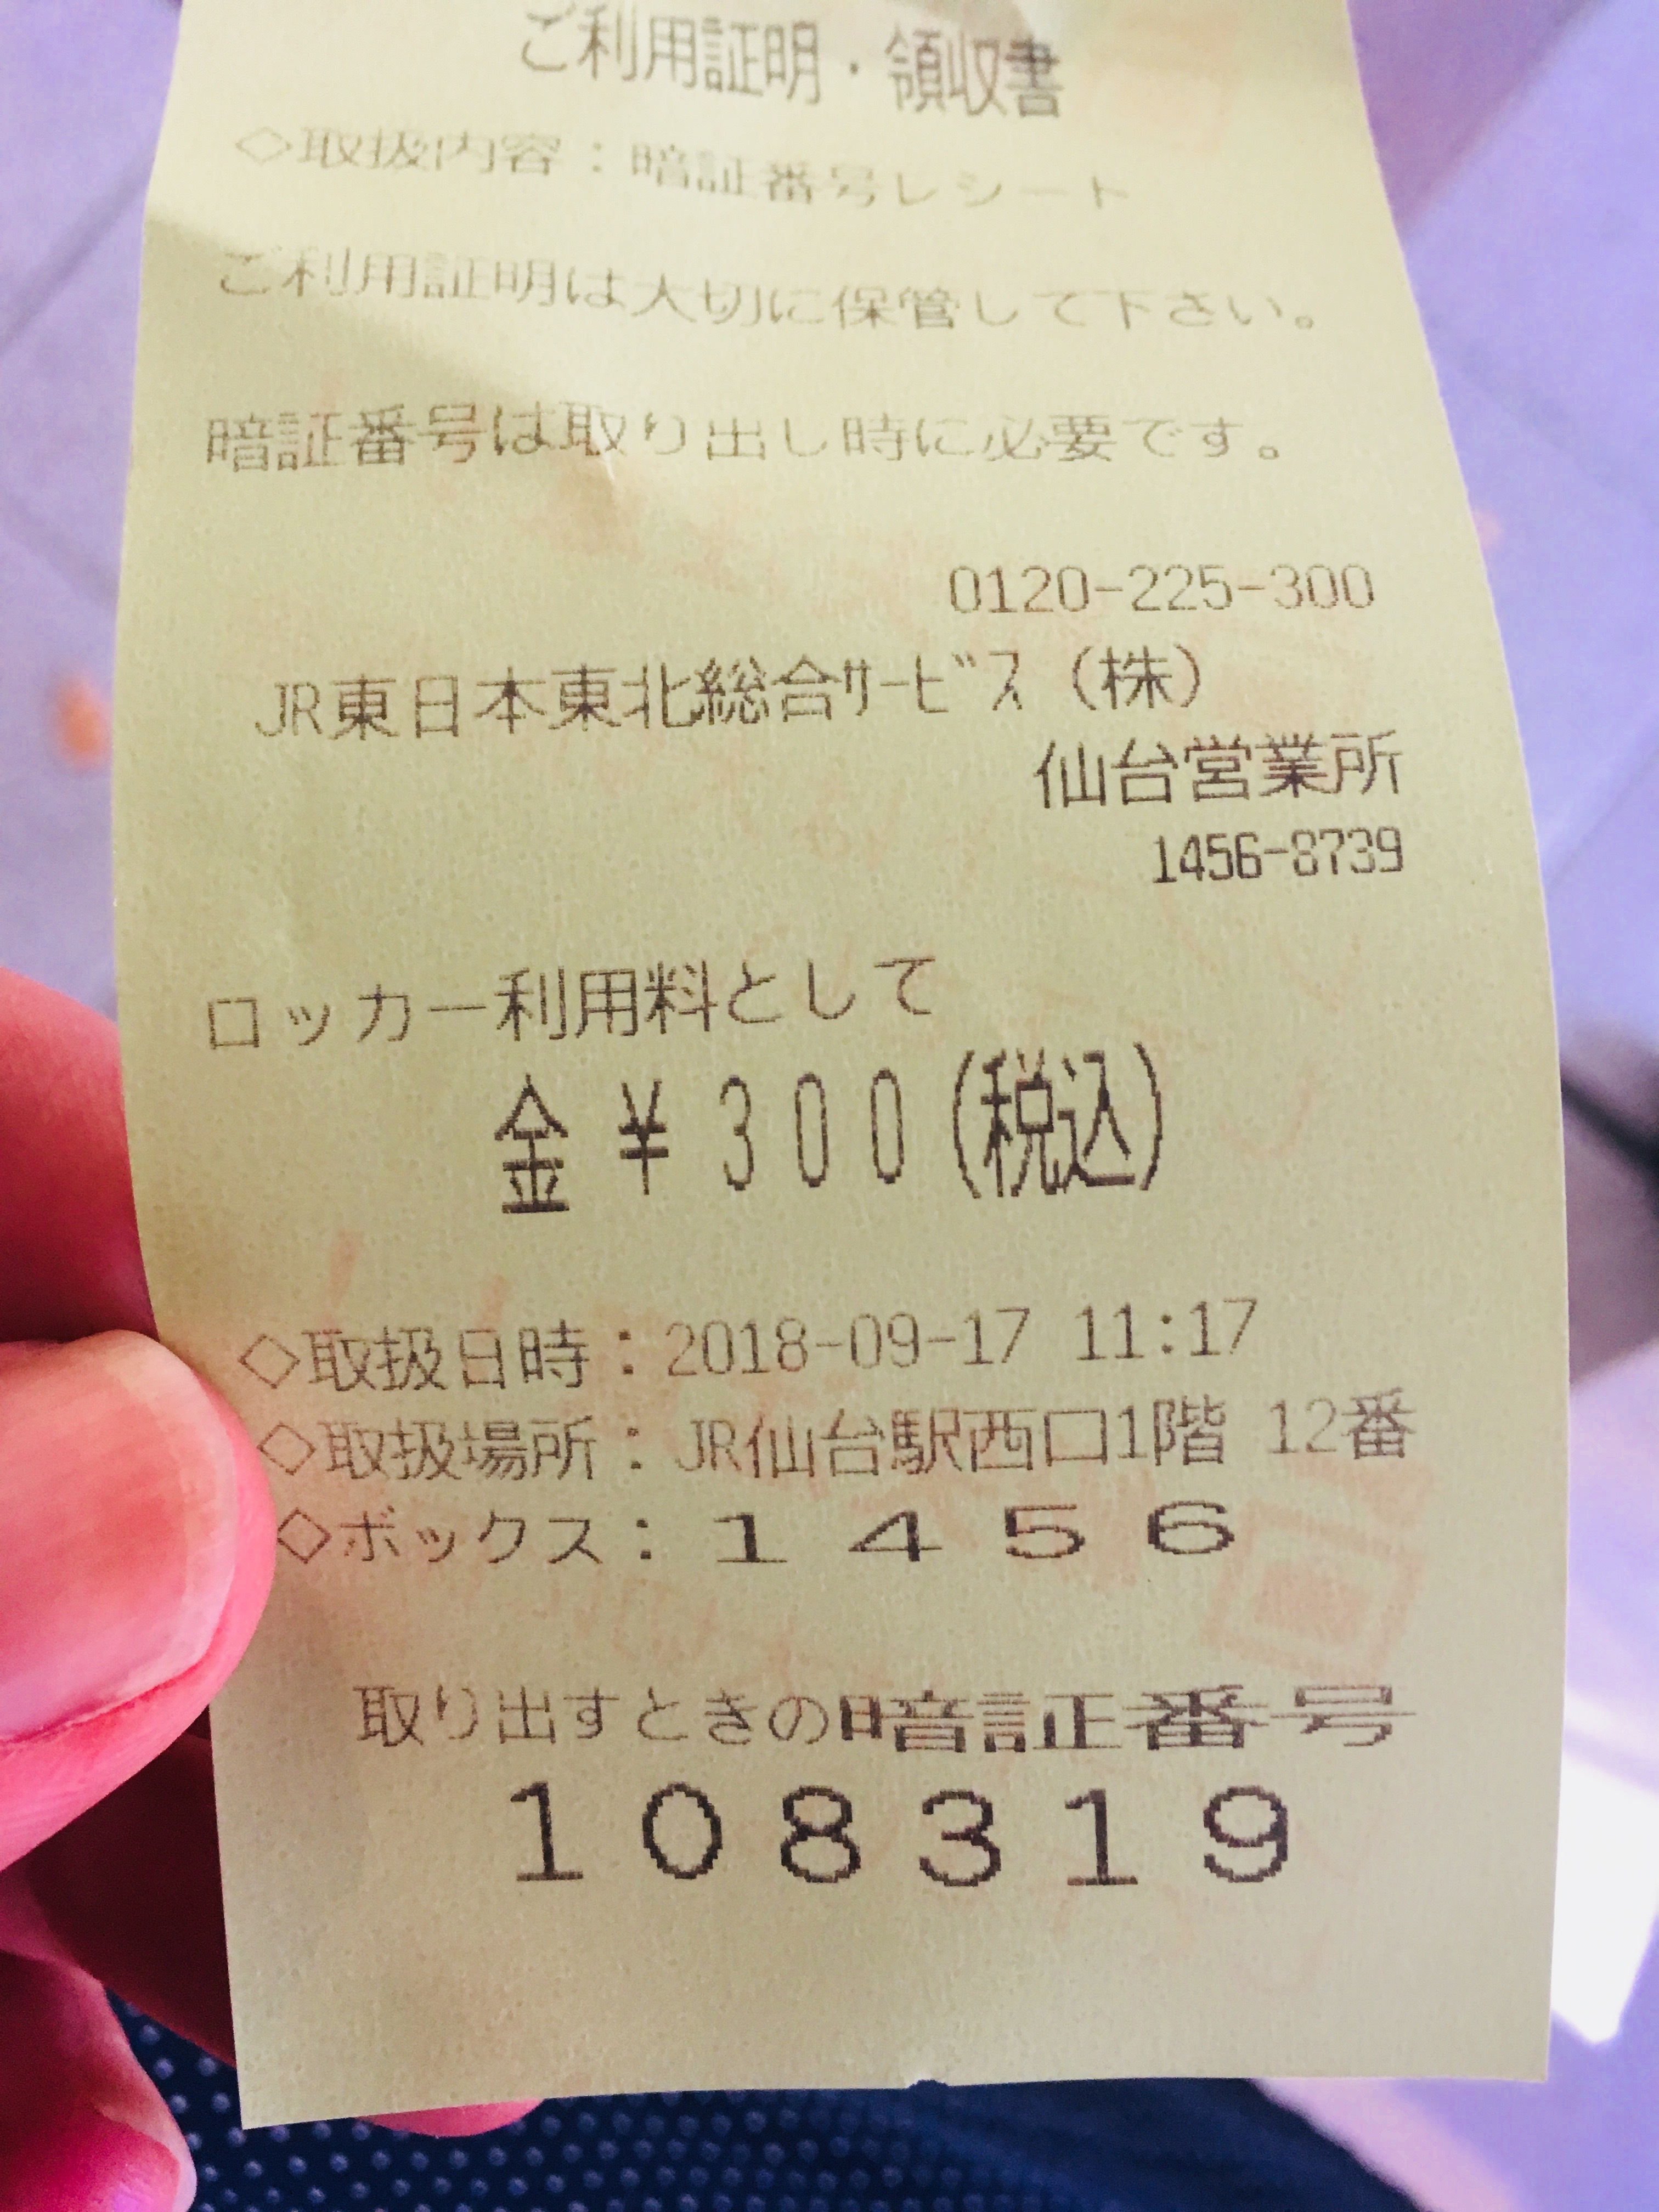 ご利用証明・領収書
◇取扱内容：暗証番号レシート
ご利用証明は大切に保管して下さい。
暗証番号は取り出し時に必要です。
0120-225-300
JR東日本東北総合ｻｰﾋﾞｽ（株）
仙台営業所
1456-8739
ロッカー利用料として
金￥300(税込)
◇取扱日時：2018-09-17 11:17
◇取扱場所：JR仙台駅西口1階 12番
◇ボックス：１４５６
取り出すときの暗証番号
１０８３１９